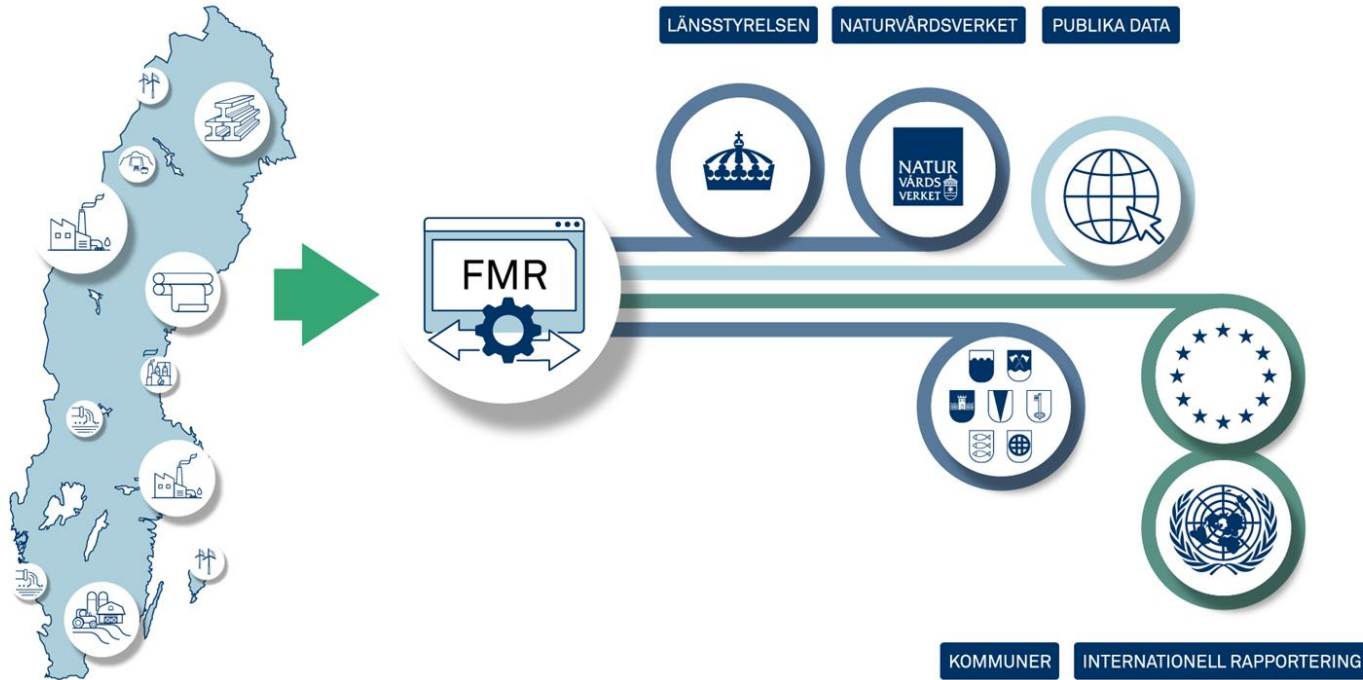 LÄNSSTYRELSEN
NATURVÅRDSVERKET
PUBLIKA DATA
NATUR
VÅRDS
VERKET
FMR
KOMMUNER
INTERNATIONELL RAPPORTERING